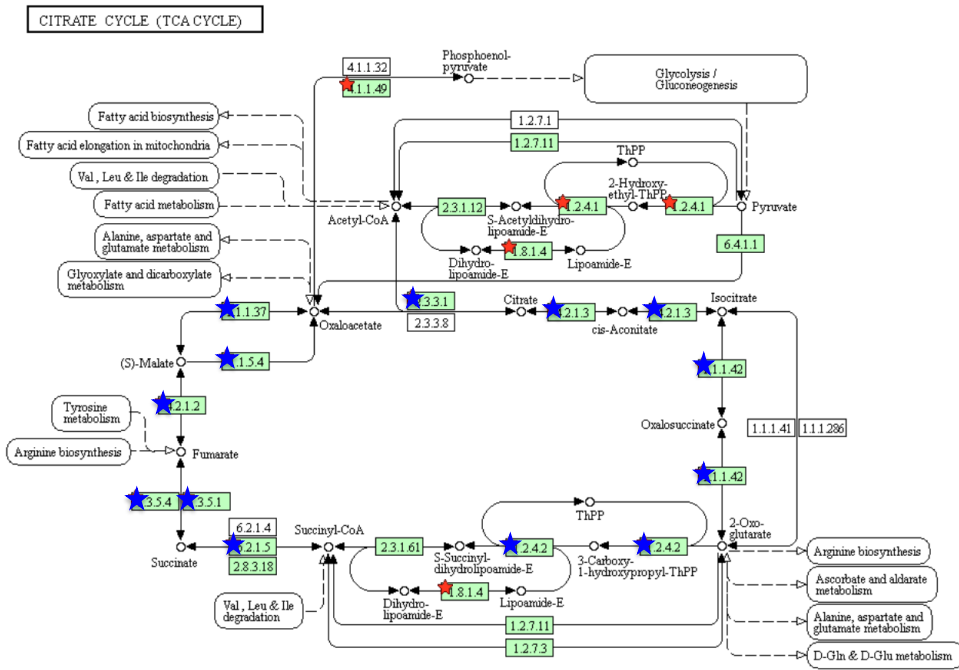 CITRATE CYCLE (TCA CYCLE)
Phosphoenol-
pyruvate
4.1.1.32
4.1.1.49
Glycolysis /
Gluconeogenesis
Fatty acid biosynthesis
Fatty acid elongation in mitochondria
Val , Leu & Ile degradation
Fatty acid metabolism
1.2.7.1
1.2.7.11
ThPP
2-Hydroxy-
ethyl-ThPP
Acetyl-CoA
2.3.1.12
S-Acetyldihydro-
lipoamide-E
1.2.4.1
1.2.4.1
Pyruvate
Alanine, aspartate and
glutamate metabolism
Dihydro-
lipoamide-E
1.8.1.4
Lipoamide-E
6.4.1.1
Glyoxylate and dicarboxylate
metabolism
.1.1.37
Oxaloacetate
.3.3.1
2.3.3.8
Citrate
.2.1.3
cis-Aconitate
.2.1.3
Isocitrate
(S)-Malate
.1.5.4
.1.1.42
Tyrosine
metabolism
4.2.1.2
Oxalosuccinate
1.1.1.41
1.1.1.286
Arginine biosynthesis
Fumarate
.1.1.42
.3.5.4
.3.5.1
ThPP
Succinate
6.2.1.4
6.2.1.5
2.8.3.18
Succinyl-CoA
2.3.1.61
S-Succinyl-
dihydrolipoamide-E
.2.4.2
3-Carboxy-
1-hydroxypropyl-ThPP
.2.4.2
2-Oxo-
glutarate
Arginine biosynthesis
Val , Leu & Ile
degradation
Dihydro-
lipoamide-E
1.8.1.4
Lipoamide-E
Ascorbate and aldarate
metabolism
1.2.7.11
Alanine, aspartate and
glutamate metabolism
1.2.7.3
D-Gln & D-Glu metabolism